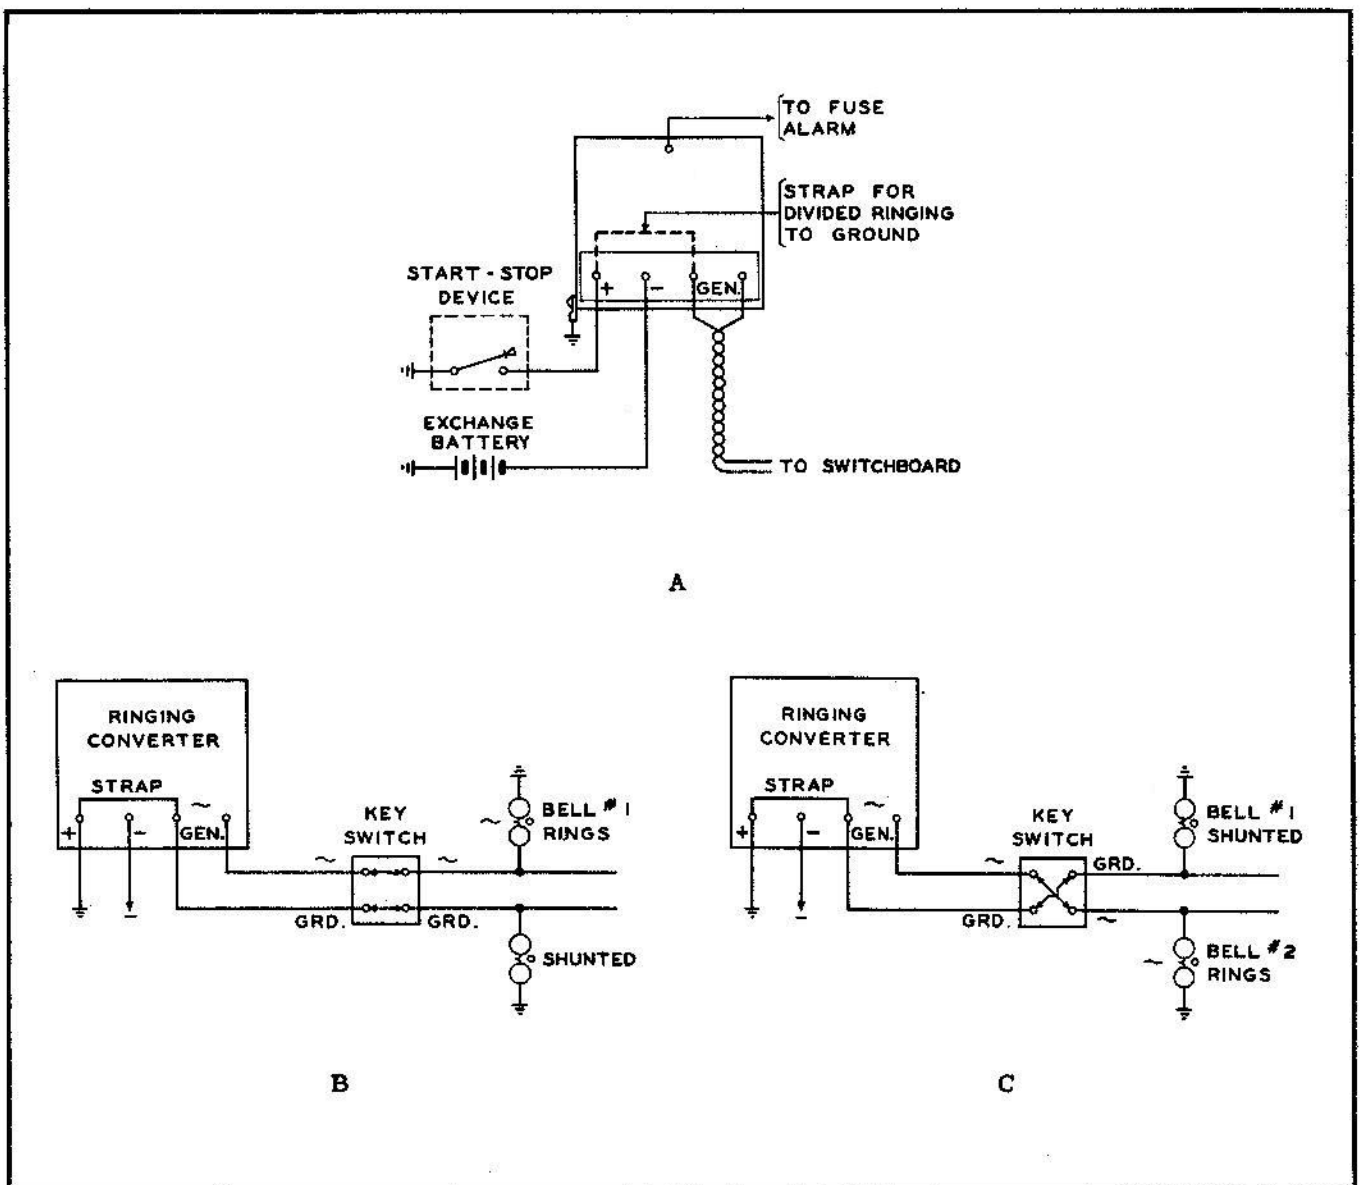 TO FUSE
ALARM
STRAP FOR
DIVIDED RINGING
TO GROUND
START - STOP
DEVICE
+ - GEN.
EXCHANGE
BATTERY
TO SWITCHBOARD
A
RINGING
CONVERTER
STRAP
~
+ - GEN.
KEY
SWITCH
~ ~
GRD. GRD.
~ BELL #1
RINGS
SHUNTED
-
B
RINGING
CONVERTER
STRAP
~
+ - GEN.
KEY
SWITCH
~ GRD.
GRD. ~
BELL #1
SHUNTED
~ BELL #2
RINGS
-
C